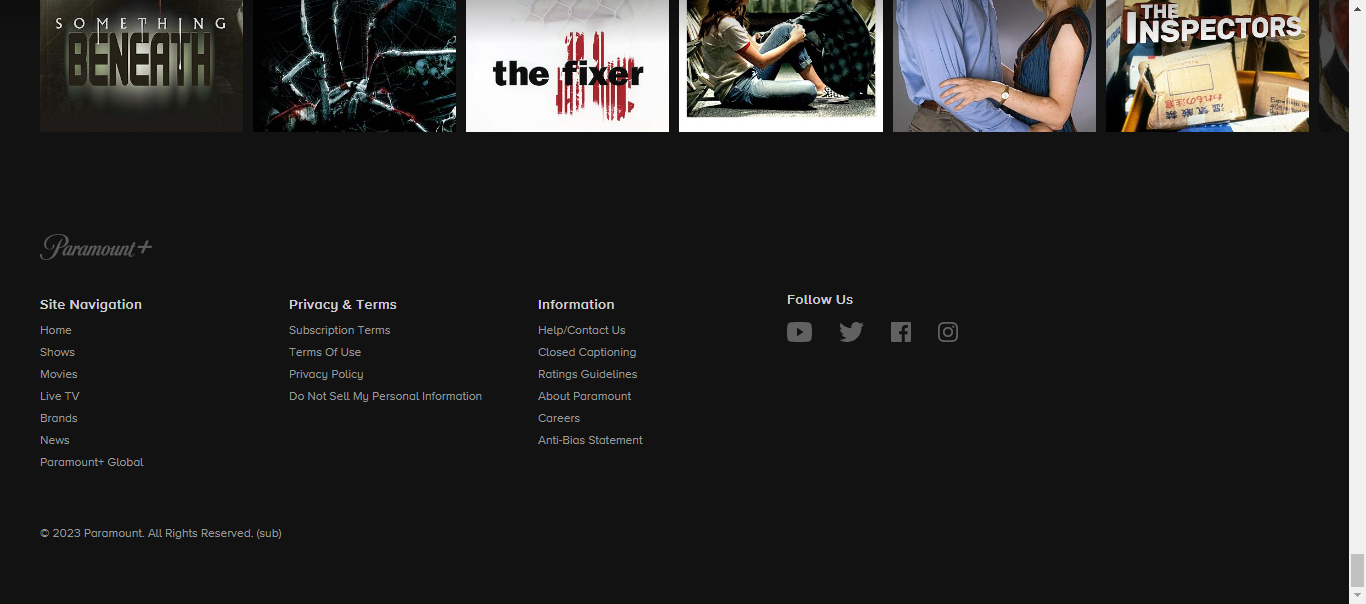 SOMETHING
BENEATH
the fixer
THE
INSPECTORS
Paramount+
Site Navigation
Home
Shows
Movies
Live TV
Brands
News
Paramount+ Global
Privacy & Terms
Subscription Terms
Terms Of Use
Privacy Policy
Do Not Sell My Personal Information
Information
Help/Contact Us
Closed Captioning
Ratings Guidelines
About Paramount
Careers
Anti-Bias Statement
Follow Us
© 2023 Paramount. All Rights Reserved. (sub)